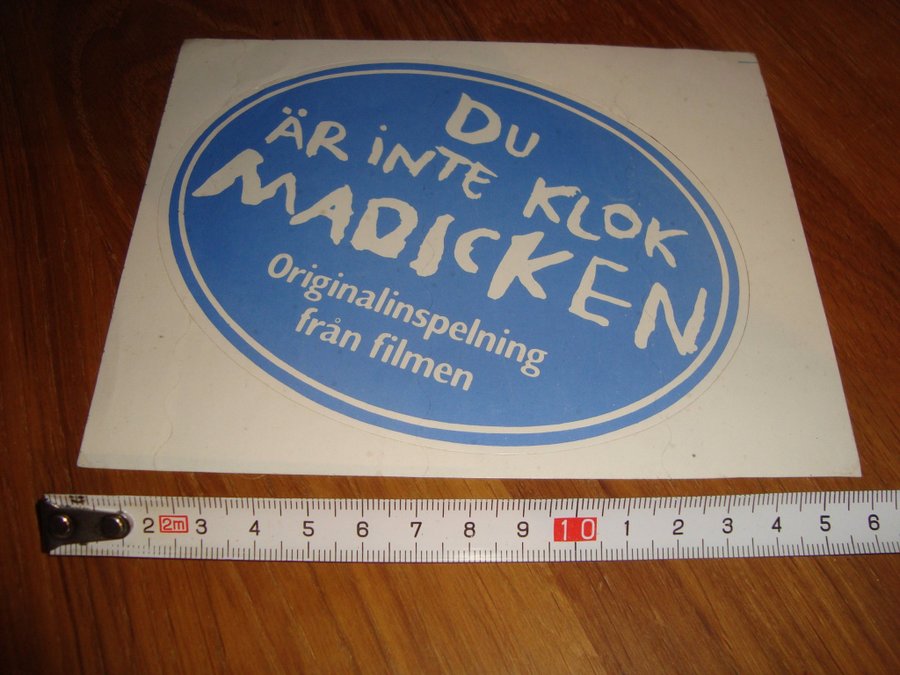 DU
ÄR iNTE KLOK
MADICKEN
Originalinspelning
från filmen
2 2m 3 4 5 6 7 8 9 10 1 2 3 4 5 6